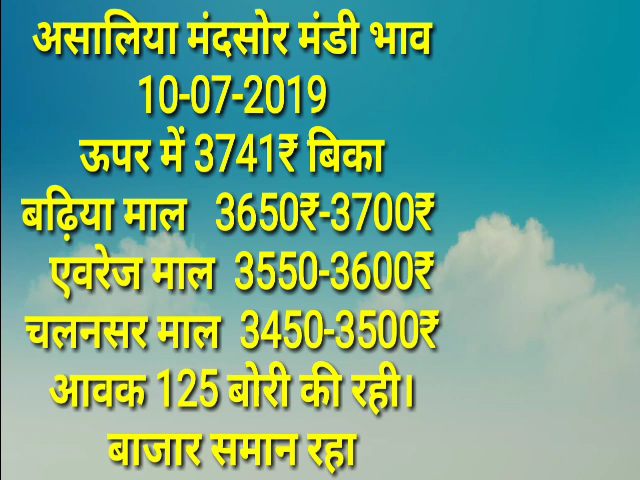 असालिया मंदसोर मंडी भाव
10-07-2019
ऊपर में 3741₹ बिका
बढ़िया माल 3650₹-3700₹
एवरेज माल 3550-3600₹
चलनसर माल 3450-3500₹
आवक 125 बोरी की रही।
बाजार समान रहा